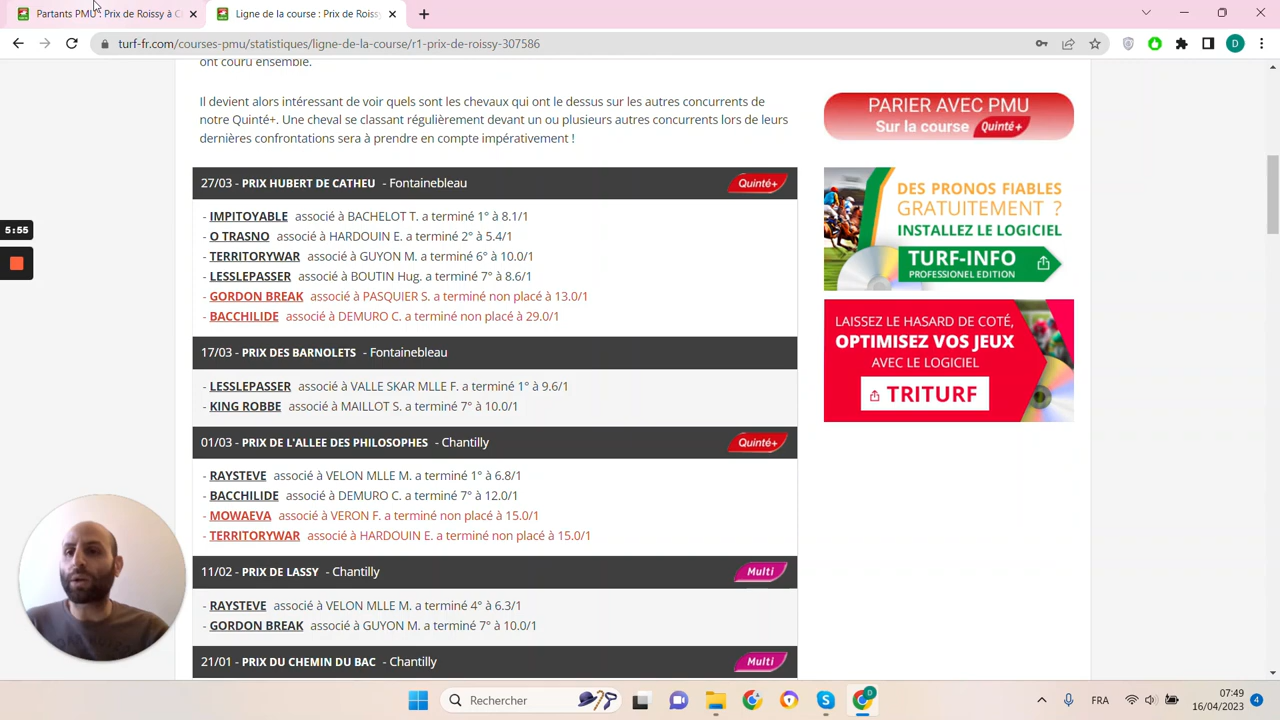 Partants PMU : Prix de Roissy à C
Ligne de la course : Prix de Roiss
turf-fr.com/courses-pmu/statistiques/ligne-de-la-course/r1-prix-de-roissy-307586
D
ont couru ensemble.
Il devient alors intéressant de voir quels sont les chevaux qui ont le dessus sur les autres concurrents de
notre Quinté+. Une cheval se classant régulièrement devant un ou plusieurs autres concurrents lors de leurs
dernières confrontations sera à prendre en compte impérativement !
27/03 - PRIX HUBERT DE CATHEU - Fontainebleau
Quinté+
- IMPITOYABLE associé à BACHELOT T. a terminé 1° à 8.1/1
- O TRASNO associé à HARDOUIN E. a terminé 2° à 5.4/1
- TERRITORYWAR associé à GUYON M. a terminé 6° à 10.0/1
- LESSLEPASSER associé à BOUTIN Hug. a terminé 7° à 8.6/1
- GORDON BREAK associé à PASQUIER S. a terminé non placé à 13.0/1
- BACCHILIDE associé à DEMURO C. a terminé non placé à 29.0/1
17/03 - PRIX DES BARNOLETS - Fontainebleau
- LESSLEPASSER associé à VALLE SKAR MLLE F. a terminé 1° à 9.6/1
- KING ROBBE associé à MAILLOT S. a terminé 7° à 10.0/1
01/03 - PRIX DE L'ALLEE DES PHILOSOPHES - Chantilly
Quinté+
- RAYSTEVE associé à VELON MLLE M. a terminé 1° à 6.8/1
- BACCHILIDE associé à DEMURO C. a terminé 7° à 12.0/1
- MOWAEVA associé à VERON F. a terminé non placé à 15.0/1
- TERRITORYWAR associé à HARDOUIN E. a terminé non placé à 15.0/1
11/02 - PRIX DE LASSY - Chantilly
Multi
- RAYSTEVE associé à VELON MLLE M. a terminé 4° à 6.3/1
- GORDON BREAK associé à GUYON M. a terminé 7° à 10.0/1
21/01 - PRIX DU CHEMIN DU BAC - Chantilly
Multi
PARIER AVEC PMU
Sur la course Quinté+
DES PRONOS FIABLES
GRATUITEMENT ?
INSTALLEZ LE LOGICIEL
TURF-INFO
PROFESSIONEL EDITION
LAISSEZ LE HASARD DE COTÉ,
OPTIMISEZ VOS JEUX
AVEC LE LOGICIEL
TRITURF
5:55
Rechercher
D
FRA
07:49
16/04/2023
4